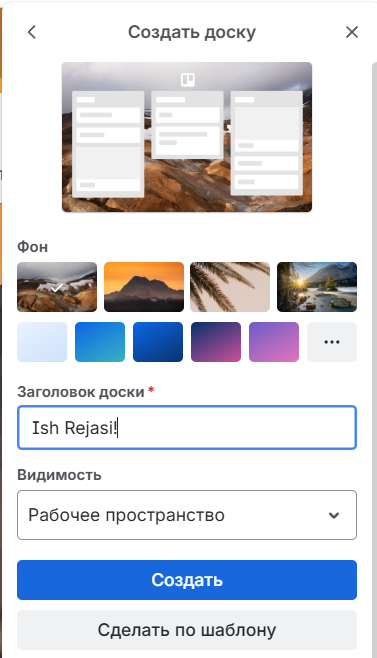 Создать доску
Фон
Заголовок доски *
Ish Rejasi!
Видимость
Рабочее пространство
Создать
Сделать по шаблону